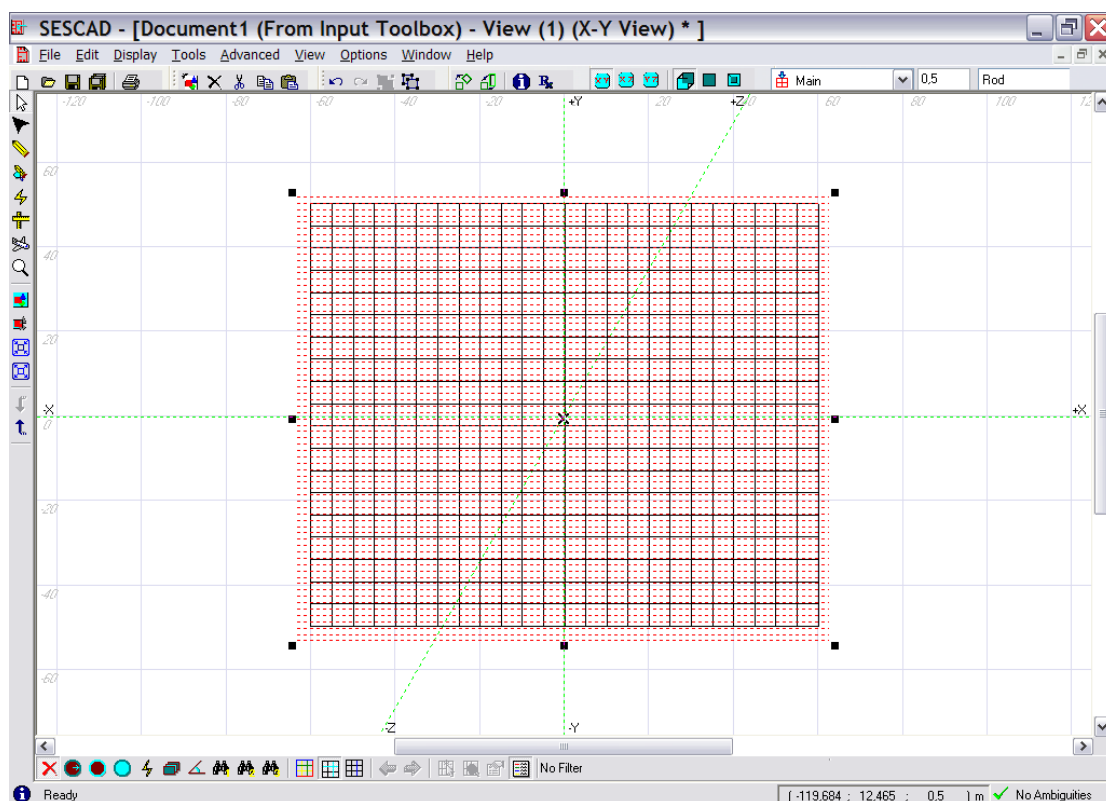 SESCAD - [Document1 (From Input Toolbox) - View (1) (X-Y View) * ]
File Edit Display Tools Advanced View Options Window Help
Main 0,5 Rod
-120 -100 -80 -60 -40 -20 +Y 20 +Z 40 60 80 100 12
60
40
20
-X +X
0
-20
-40
-60
-Z -Y
No Filter
Ready (-119,684 ; 12,465 ; 0,5 ) m No Ambiguities